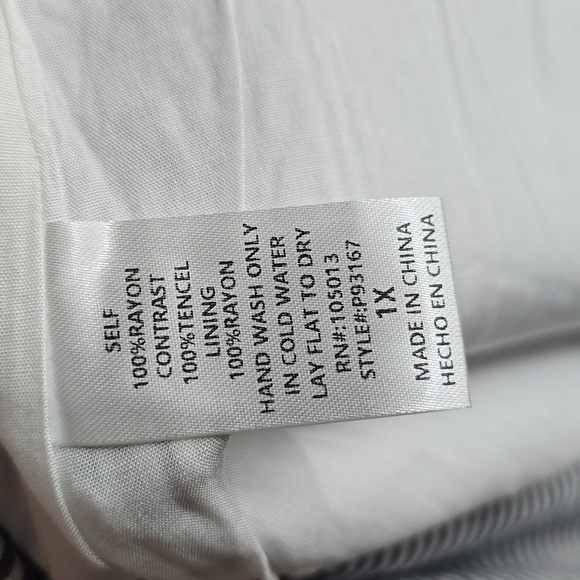 SELF
100%RAYON
CONTRAST
100%TENCEL
LINING
100%RAYON
HAND WASH ONLY
IN COLD WATER
LAY FLAT TO DRY
RN#:105013
STYLE#:P93167
1X
MADE IN CHINA
HECHO EN CHINA